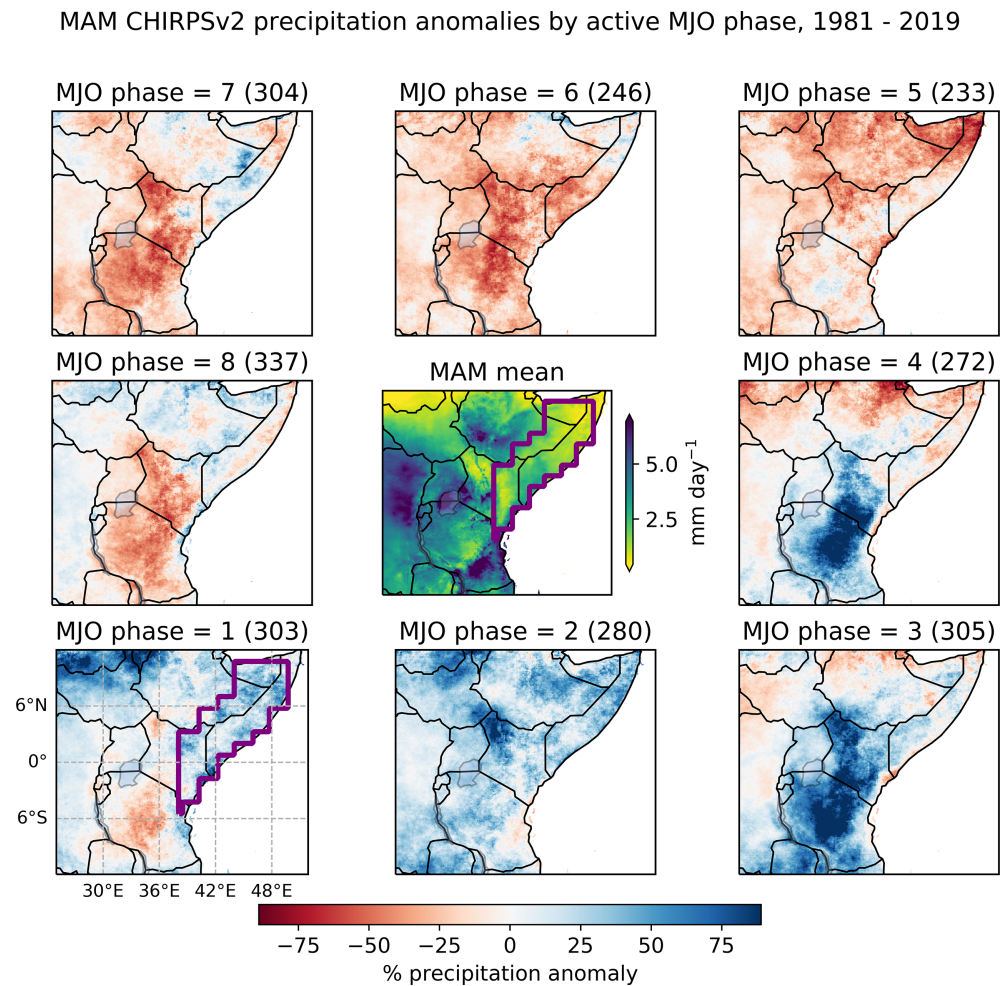 MAM CHIRPSv2 precipitation anomalies by active MJO phase, 1981 - 2019
MJO phase = 7 (304)
MJO phase = 6 (246)
MJO phase = 5 (233)
MJO phase = 8 (337)
MAM mean
MJO phase = 4 (272)
5.0
2.5
mm day⁻¹
MJO phase = 1 (303)
MJO phase = 2 (280)
MJO phase = 3 (305)
6°N
0°
6°S
30°E 36°E 42°E 48°E
−75 −50 −25 0 25 50 75
% precipitation anomaly